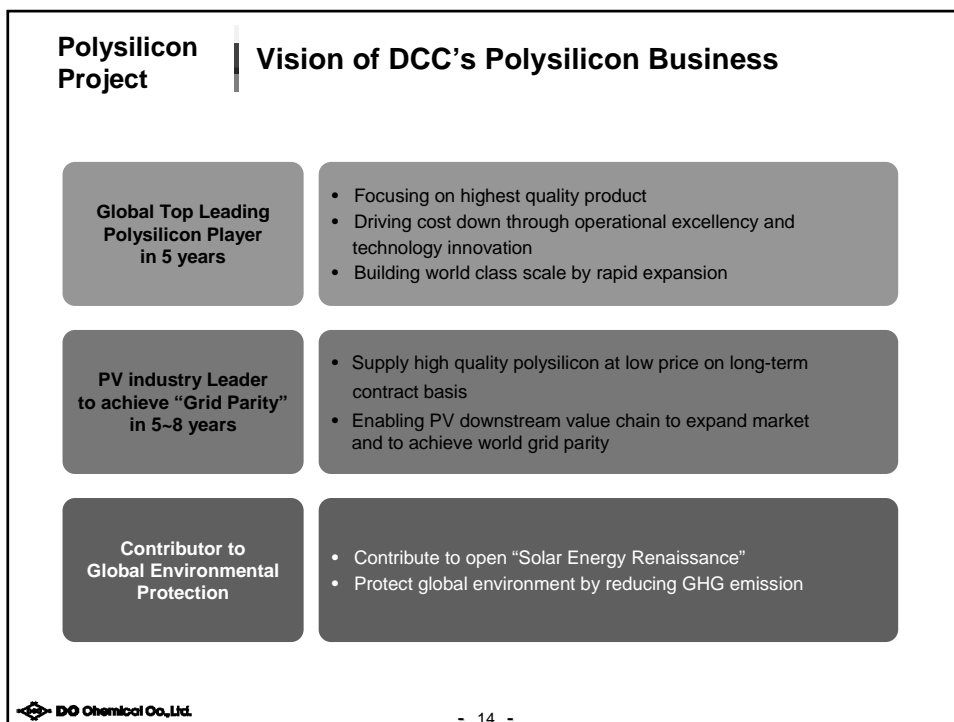 Polysilicon
Project
Vision of DCC's Polysilicon Business
Global Top Leading
Polysilicon Player
in 5 years
• Focusing on highest quality product
• Driving cost down through operational excellency and
technology innovation
• Building world class scale by rapid expansion
PV industry Leader
to achieve “Grid Parity”
in 5~8 years
• Supply high quality polysilicon at low price on long-term
contract basis
• Enabling PV downstream value chain to expand market
and to achieve world grid parity
Contributor to
Global Environmental
Protection
• Contribute to open “Solar Energy Renaissance”
• Protect global environment by reducing GHG emission
Chemical Co.,Ltd.
- 14 -